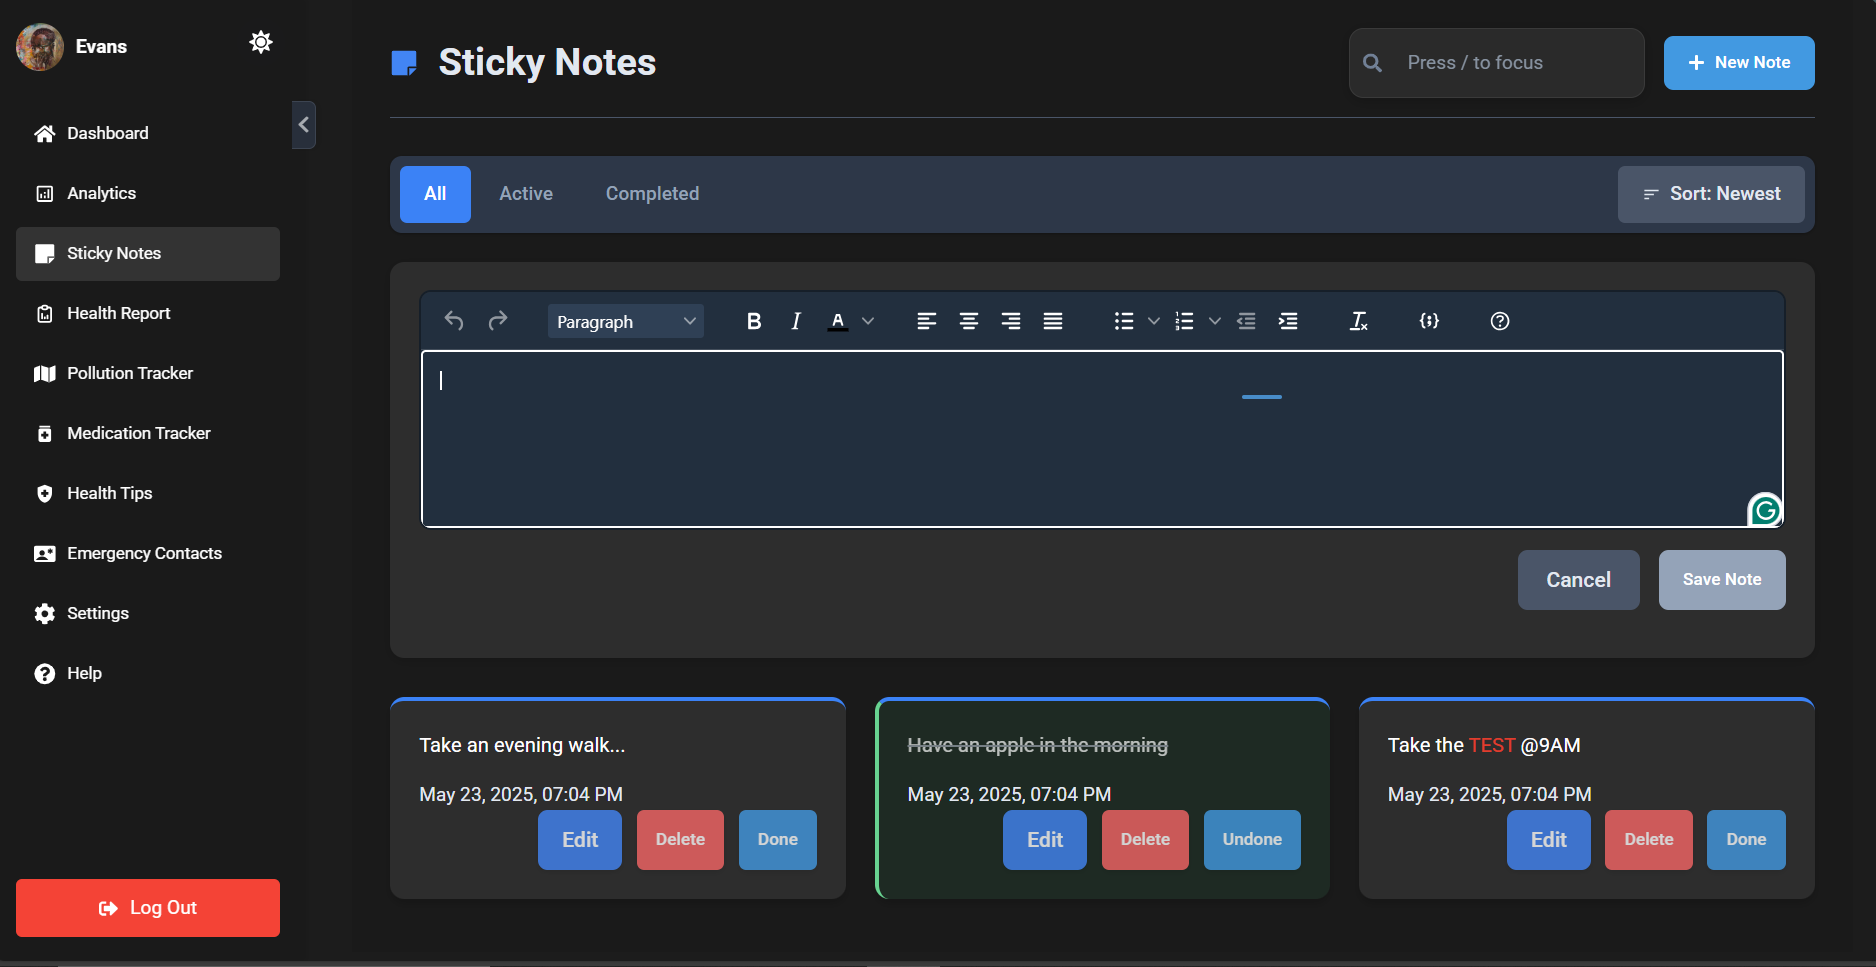 Evans
Dashboard
Analytics
Sticky Notes
Health Report
Pollution Tracker
Medication Tracker
Health Tips
Emergency Contacts
Settings
Help
Log Out
Sticky Notes
Press / to focus
New Note
All
Active
Completed
Sort: Newest
Paragraph
Cancel
Save Note
Take an evening walk...
May 23, 2025, 07:04 PM
Edit
Delete
Done
Have an apple in the morning
May 23, 2025, 07:04 PM
Edit
Delete
Undone
Take the TEST @9AM
May 23, 2025, 07:04 PM
Edit
Delete
Done